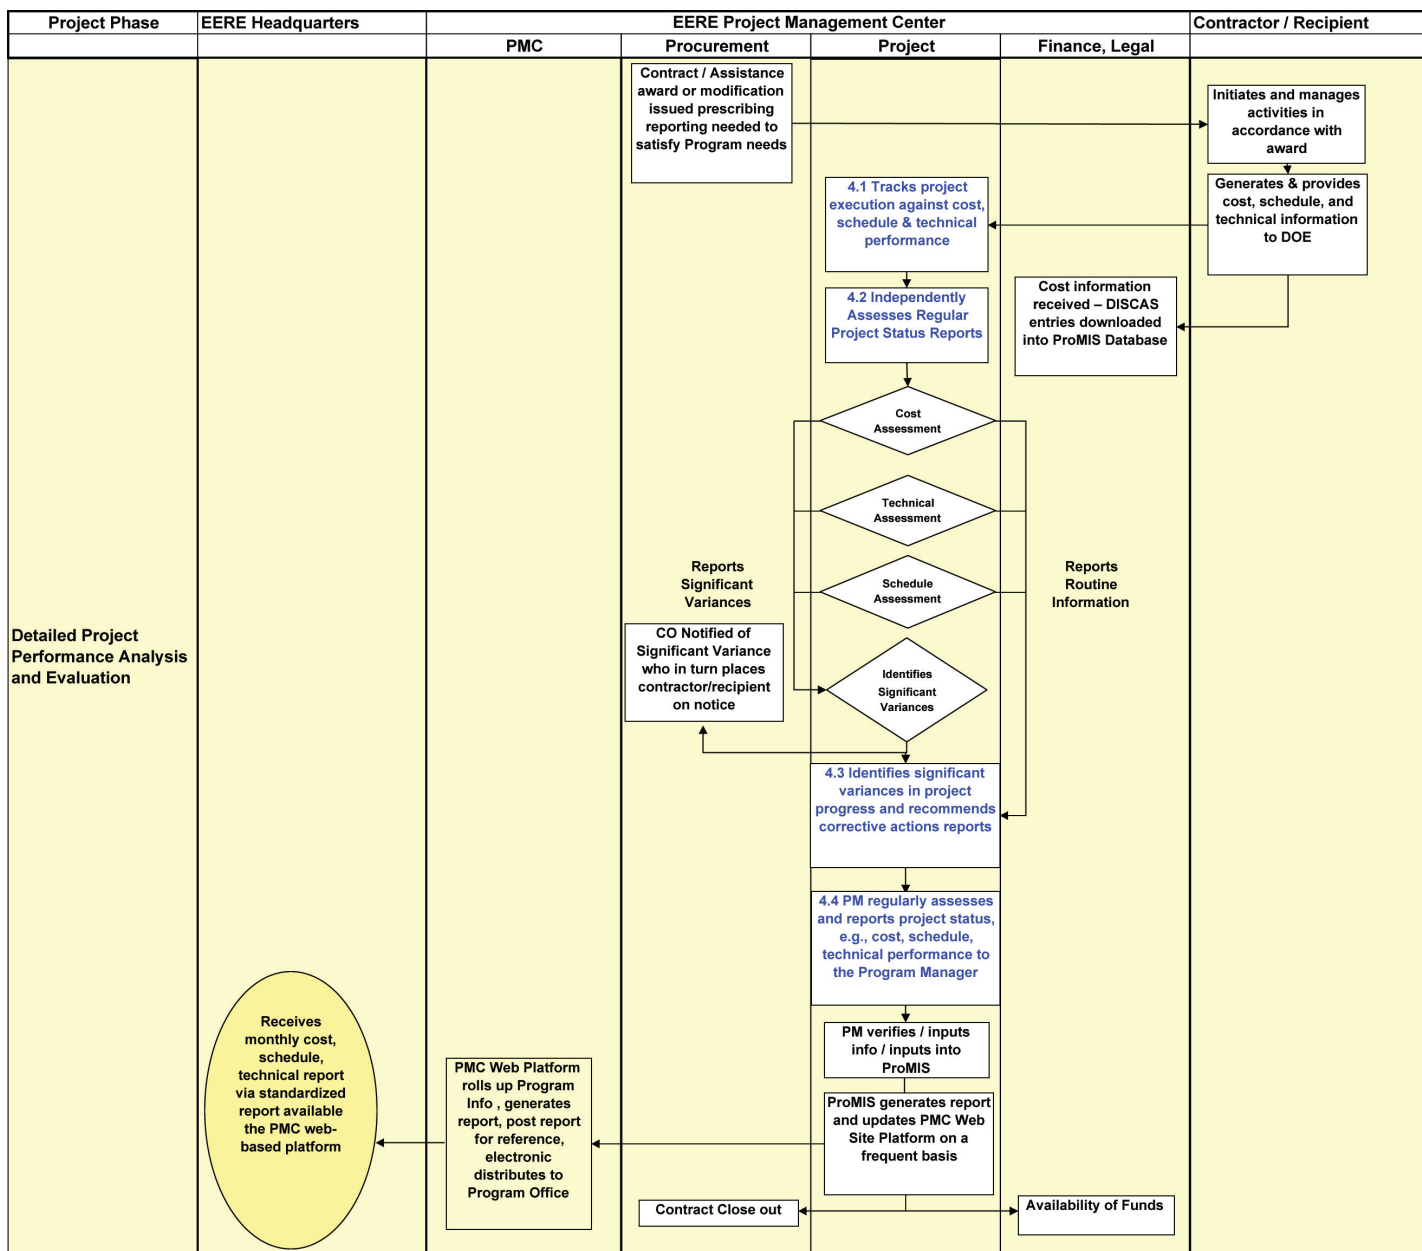 Project Phase
EERE Headquarters
EERE Project Management Center
Contractor / Recipient
PMC
Procurement
Project
Finance, Legal
Contract / Assistance
award or modification
issued prescribing
reporting needed to
satisfy Program needs
Initiates and manages
activities in
accordance with
award
4.1 Tracks project
execution against cost,
schedule & technical
performance
Generates & provides
cost, schedule, and
technical information
to DOE
4.2 Independently
Assesses Regular
Project Status Reports
Cost information
received – DISCAS
entries downloaded
into ProMIS Database
Cost
Assessment
Technical
Assessment
Reports
Significant
Variances
Schedule
Assessment
Reports
Routine
Information
Detailed Project
Performance Analysis
and Evaluation
CO Notified of
Significant Variance
who in turn places
contractor/recipient
on notice
Identifies
Significant
Variances
4.3 Identifies significant
variances in project
progress and recommends
corrective actions reports
4.4 PM regularly assesses
and reports project status,
e.g., cost, schedule,
technical performance to
the Program Manager
Receives
monthly cost,
schedule,
technical report
via standardized
report available
the PMC web-
based platform
PMC Web Platform
rolls up Program
Info , generates
report, post report
for reference,
electronic
distributes to
Program Office
PM verifies / inputs
info / inputs into
ProMIS
ProMIS generates report
and updates PMC Web
Site Platform on a
frequent basis
Contract Close out
Availability of Funds